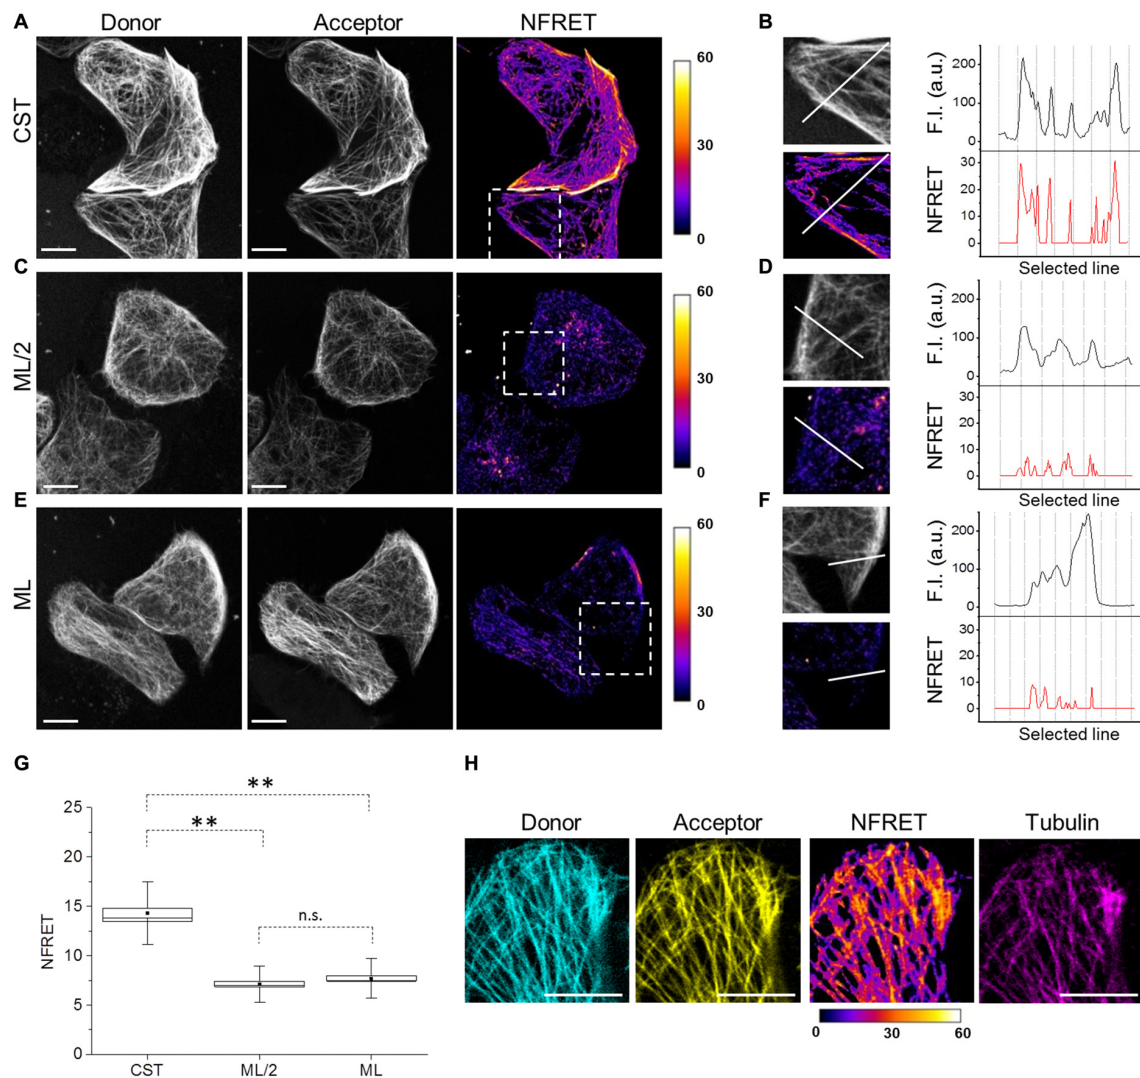 A
Donor
Acceptor
NFRET
CST
60
30
0
B
F.I. (a.u.)
200
100
0
NFRET
30
20
10
0
Selected line
C
ML/2
60
30
0
D
F.I. (a.u.)
200
100
0
NFRET
30
20
10
0
Selected line
E
ML
60
30
0
F
F.I. (a.u.)
200
100
0
NFRET
30
20
10
0
Selected line
G
NFRET
25
20
15
10
5
0
**
**
n.s.
CST
ML/2
ML
H
Donor
Acceptor
NFRET
Tubulin
0
30
60